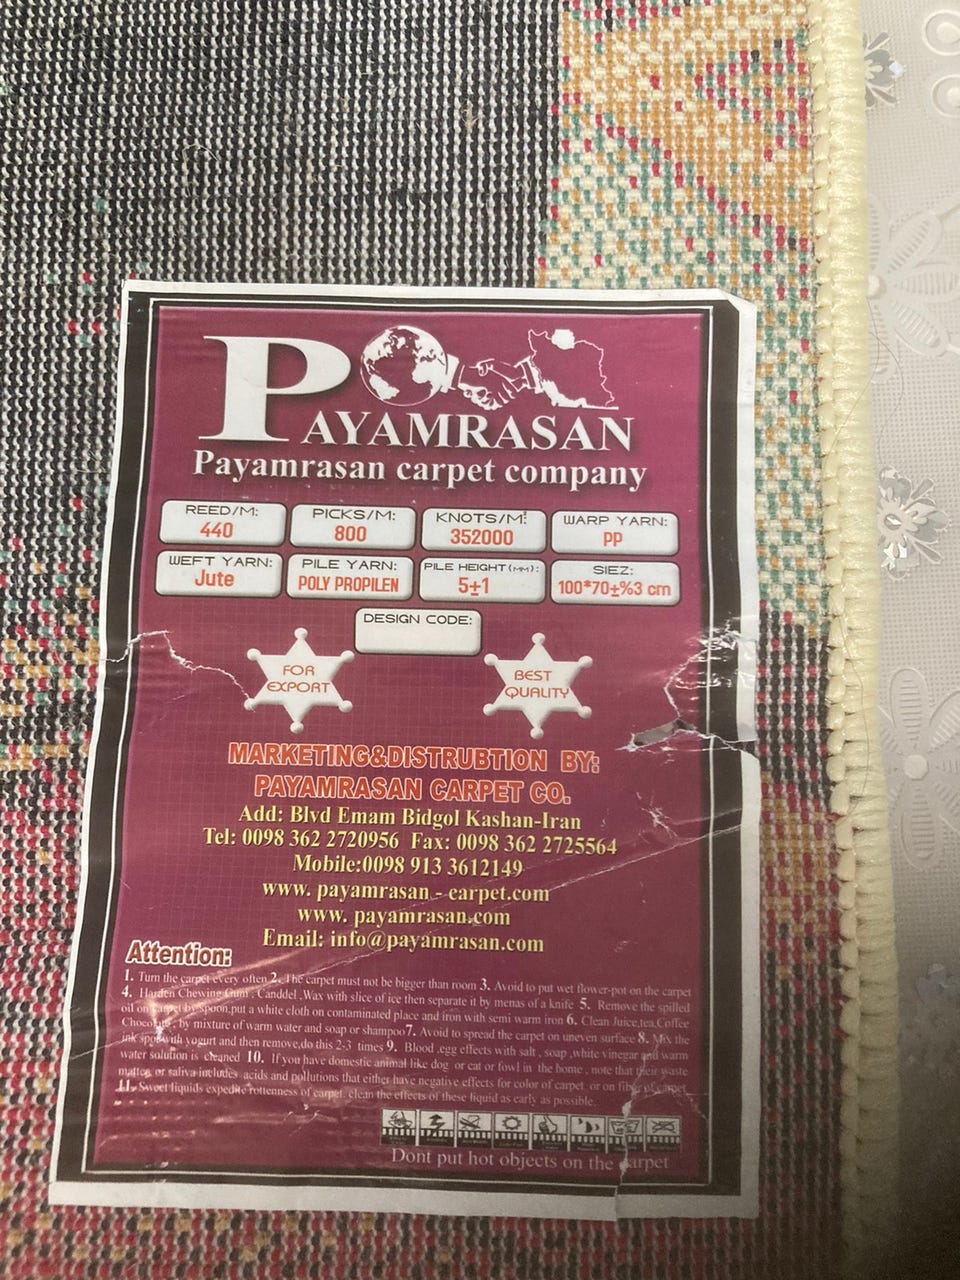 PAYAMRASAN
Payamrasan carpet company
REED/M:
440
PICKS/M:
800
KNOTS/M²:
352000
WARP YARN:
PP
WEFT YARN:
Jute
PILE YARN:
POLY PROPILEN
PILE HEIGHT(MM):
5±1
SIEZ:
100*70±%3 cm
DESIGN CODE:
FOR
EXPORT
BEST
QUALITY
MARKETING&DISTRUBTION BY:
PAYAMRASAN CARPET CO.
Add: Blvd Emam Bidgol Kashan-Iran
Tel: 0098 362 2720956 Fax: 0098 362 2725564
Mobile:0098 913 3612149
www. payamrasan - carpet.com
www. payamrasan.com
Email: info@payamrasan.com
Attention:
1. Turn the carpet every often 2. The carpet must not be bigger than room 3. Avoid to put wet flower-pot on the carpet
4. Harden Chewing Gum , Canddel ,Wax with slice of ice then separate it by menas of a knife 5. Remove the spilled
oil on carpet by spoon,put a white cloth on contaminated place and iron with semi warm iron 6. Clean Juice,tea,Coffee
Chocolate , by mixture of warm water and soap or shampoo7. Avoid to spread the carpet on uneven surface 8. Mix the
ink spot with yogurt and then remove,do this 2-3 times 9. Blood ,egg effects with salt , soap ,white vinegar and warm
water solution is cleaned 10. If you have domestic animal like dog or cat or fowl in the home , note that their waste
matter or saliva includes acids and pollutions that either have negative effects for color of carpet or on fiber of carpet
11. Sweet liquids expedite rottenness of carpet. clean the effects of these liquid as early as possible.
Dont put hot objects on the carpet